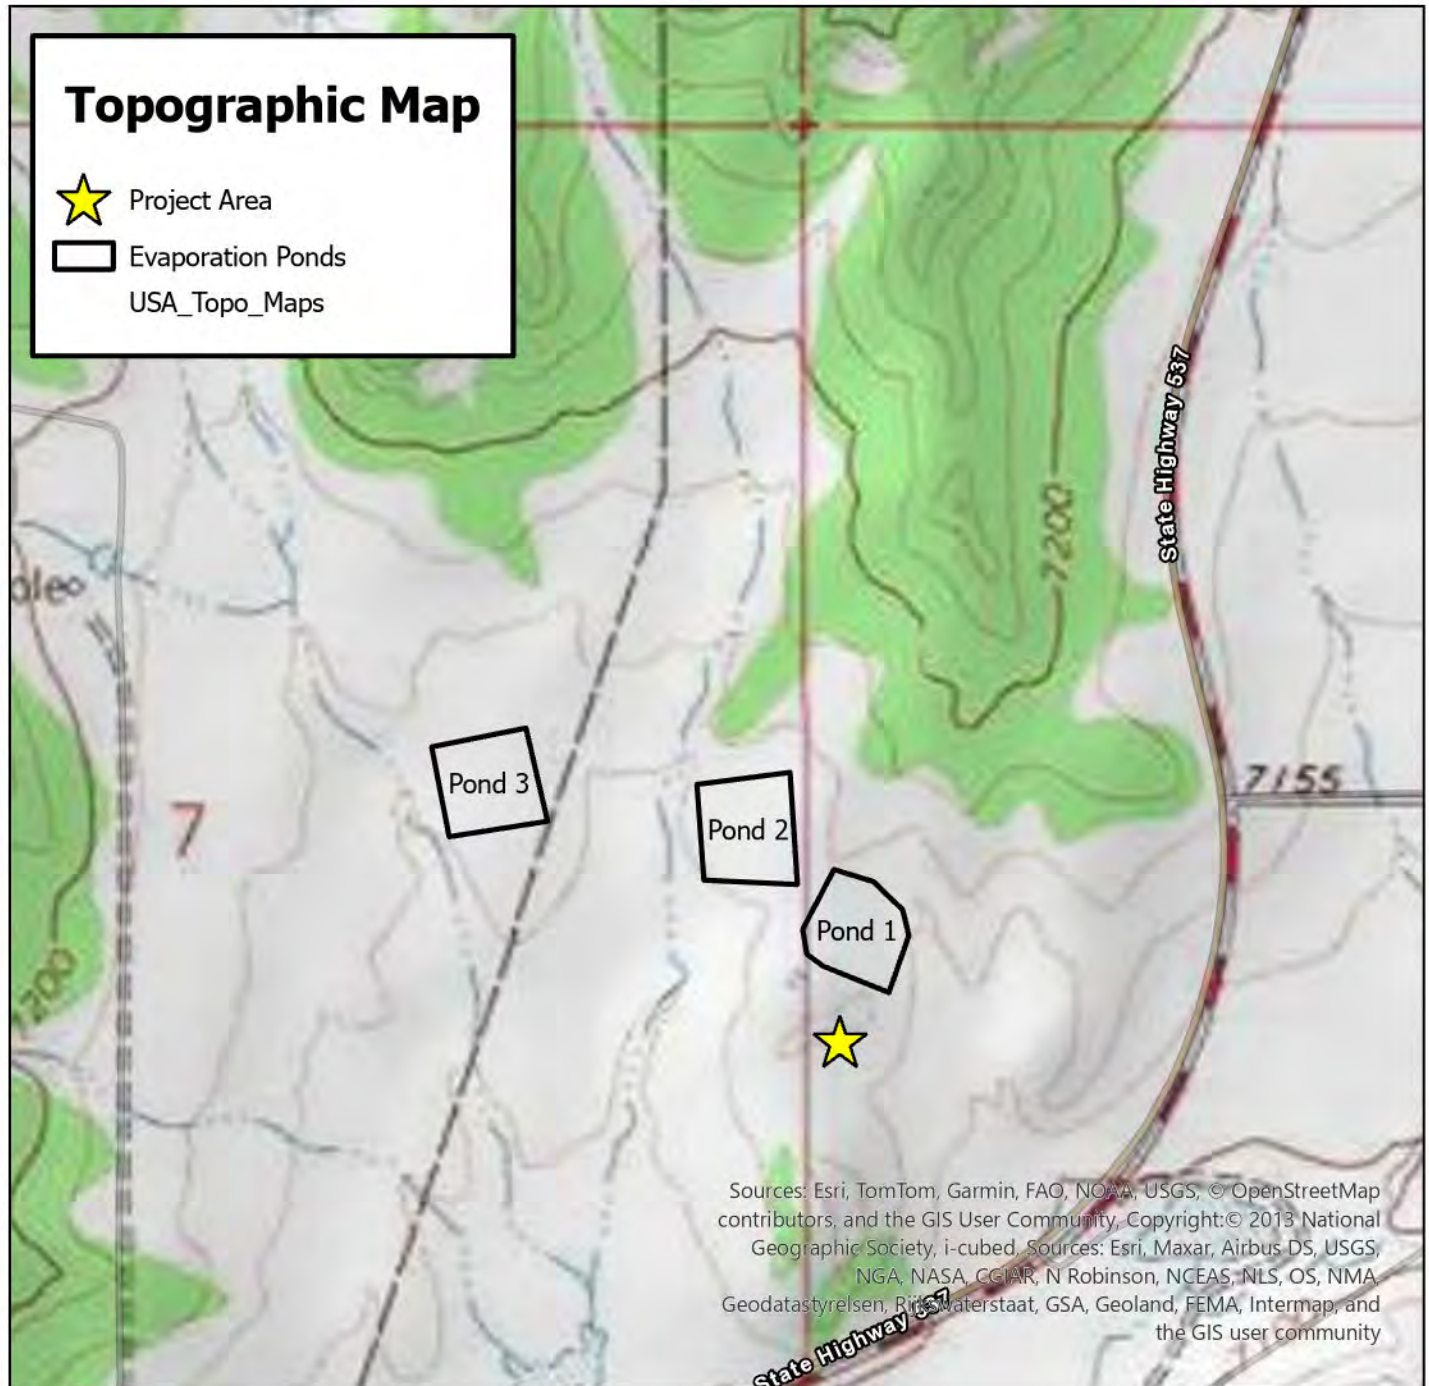 Topographic Map
Project Area
Evaporation Ponds
USA_Topo_Maps
State Highway 537
7200
oleo
7155
Pond 3
7
Pond 2
Pond 1
7200
Sources: Esri, TomTom, Garmin, FAO, NOAA, USGS, © OpenStreetMap
contributors, and the GIS User Community, Copyright:© 2013 National
Geographic Society, i-cubed, Sources: Esri, Maxar, Airbus DS, USGS,
NGA, NASA, CGIAR, N Robinson, NCEAS, NLS, OS, NMA,
Geodatastyrelsen, Rijkswaterstaat, GSA, Geoland, FEMA, Intermap, and
the GIS user community
State Highway 537